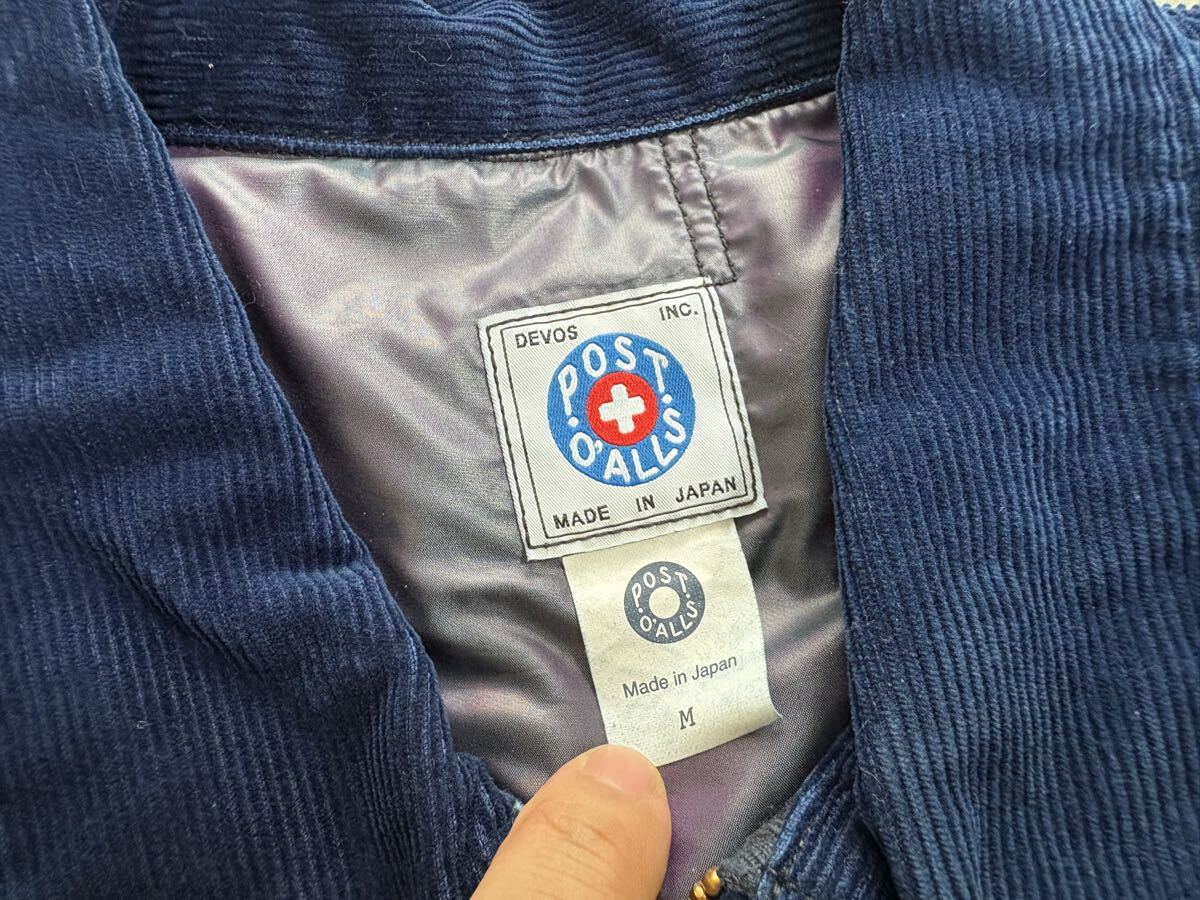 DEVOS INC.
POST
O'ALLS
MADE IN JAPAN
POST
O'ALLS
Made in Japan
M